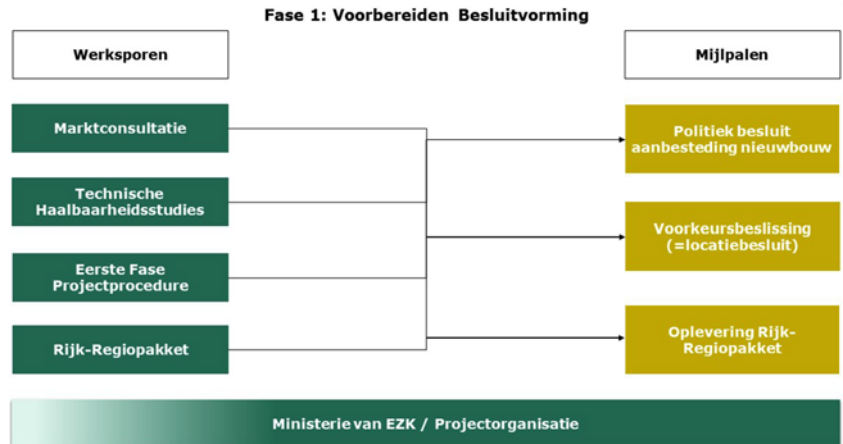 Fase 1: Voorbereiden Besluitvorming
Werksporen
Mijlpalen
Marktconsultatie
Technische
Haalbaarheidsstudies
Eerste Fase
Projectprocedure
Rijk-Regiopakket
Politiek besluit
aanbesteding nieuwbouw
Voorkeursbeslissing
(=locatiebesluit)
Oplevering Rijk-
Regiopakket
Ministerie van EZK / Projectorganisatie